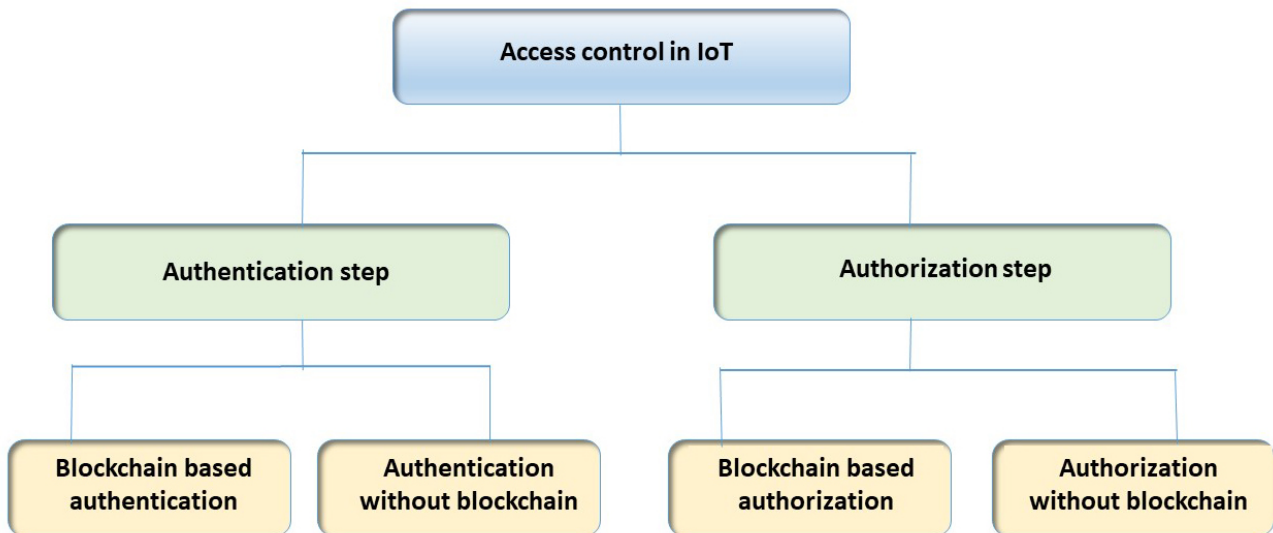 Access control in IoT
Authentication step
Authorization step
Blockchain based
authentication
Authentication
without blockchain
Blockchain based
authorization
Authorization
without blockchain